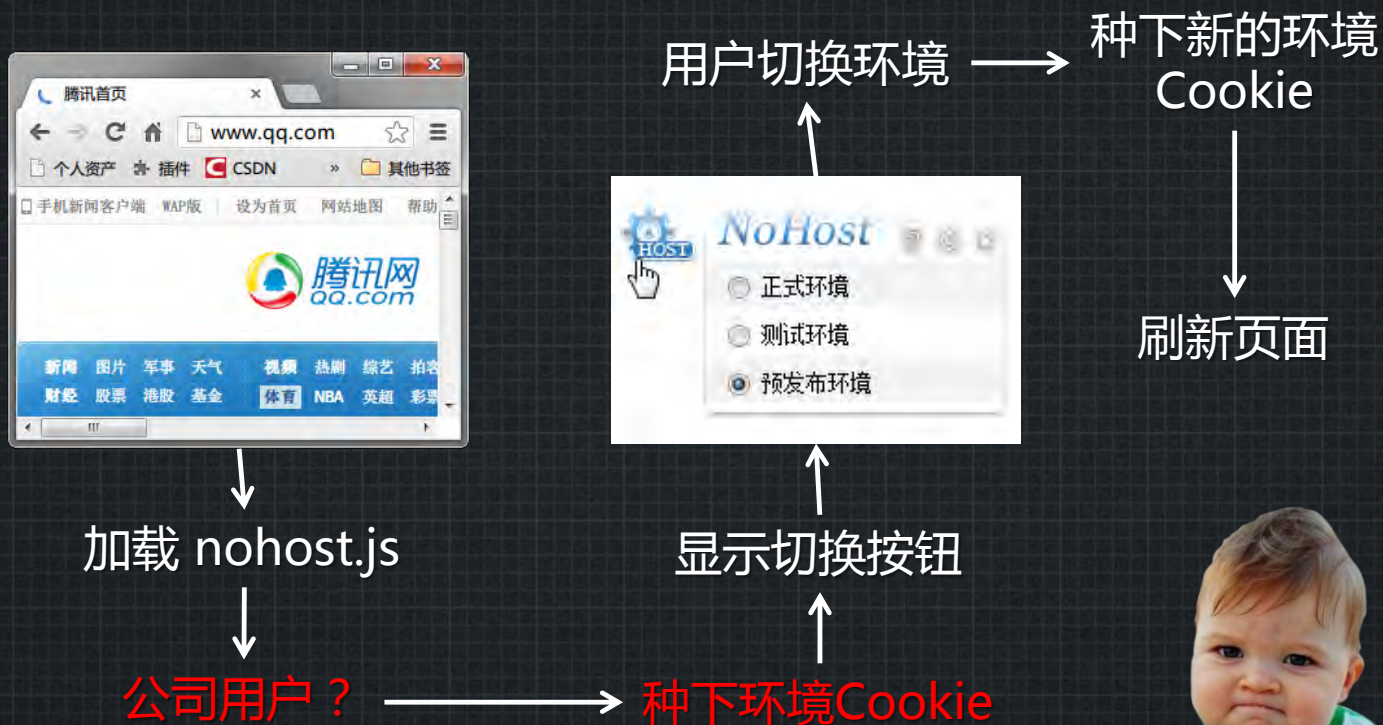 腾讯首页
www.qq.com
个人资产 插件 CSDN » 其他书签
手机新闻客户端 WAP版 设为首页 网站地图 帮助
腾讯网
QQ.com
新闻 图片 军事 天气 视频 热剧 综艺 拍客
财经 股票 港股 基金 体育 NBA 英超 彩票
加载 nohost.js
公司用户？
种下环境Cookie
显示切换按钮
HOST
NoHost
正式环境
测试环境
预发布环境
用户切换环境
种下新的环境
Cookie
刷新页面